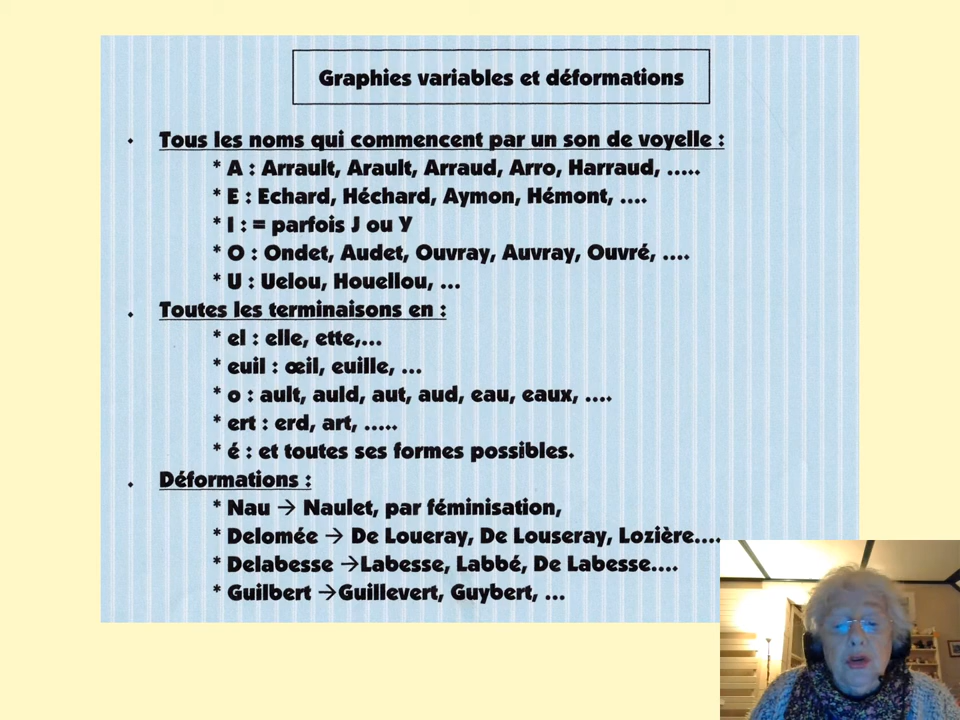 Graphies variables et déformations
• Tous les noms qui commencent par un son de voyelle :
* A : Arrault, Arault, Arraud, Arro, Harraud, .....
* E : Echard, Héchard, Aymon, Hémont, ....
* I : = parfois J ou Y
* O : Ondet, Audet, Ouvray, Auvray, Ouvré, ....
* U : Uelou, Houellou, ...
. Toutes les terminaisons en :
* el : elle, ette,...
* euil : œil, euille, ...
* o : ault, auld, aut, aud, eau, eaux, ....
* ert : erd, art, .....
* é : et toutes ses formes possibles.
. Déformations :
* Nau → Naulet, par féminisation,
* Delomée → De Loueray, De Louseray, Lozière....
* Delabesse →Labesse, Labbé, De Labesse....
* Guilbert →Guillevert, Guybert, ...